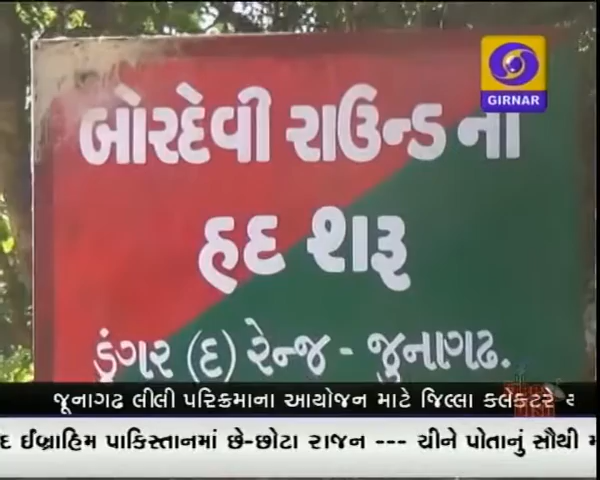 GIRNAR
બોરદેવી રાઉન્ડ ની
હદ શરૂ
ડુંગર (દ) રેન્જ - જુનાગઢ.
જૂનાગઢ લીલી પરિક્રમાના આયોજન માટે જિલ્લા કલેક્ટરે
ઈબ્રાહિમ પાકિસ્તાનમાં છે-છોટા રાજન --- ચીને પોતાનું સૌથી